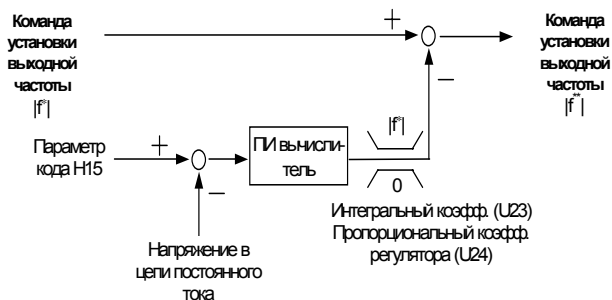 Команда
установки
выходной
частоты
|f*|
+
Команда
установки
выходной
частоты
|f**|
–
Параметр
кода H15
+
–
ПИ вычисли-
тель
|f*|
0
Интегральный коэфф. (U23)
Пропорциональный коэфф.
регулятора (U24)
Напряжение в
цепи постоянного
тока